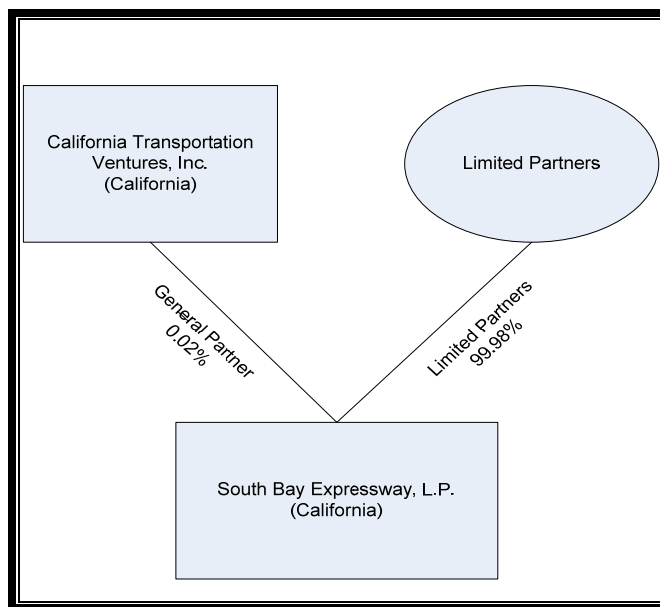 California Transportation
Ventures, Inc.
(California)
Limited Partners
General Partner
0.02%
Limited Partners
99.98%
South Bay Expressway, L.P.
(California)